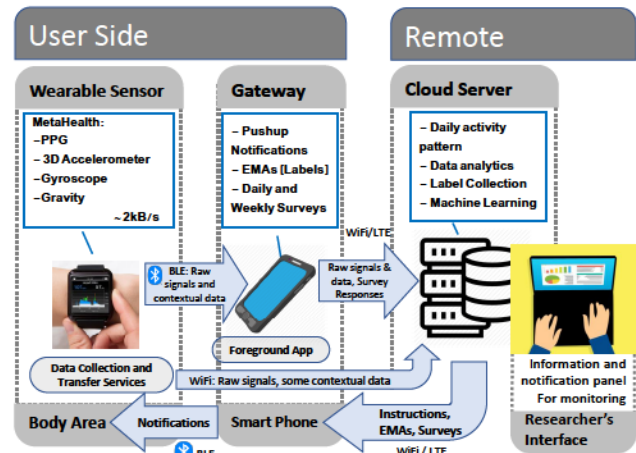 User Side
Remote
Wearable Sensor
Gateway
Cloud Server
MetaHealth:
–PPG
– 3D Accelerometer
–Gyroscope
–Gravity
~ 2kB/s
– Pushup
Notifications
– EMAs [Labels]
– Daily and
Weekly Surveys
– Daily activity
pattern
– Data analytics
– Label Collection
– Machine Learning
WiFi/LTE
BLE: Raw
signals and
contextual data
Raw signals &
data, Survey
Responses
Foreground App
Data Collection and
Transfer Services
WiFi: Raw signals, some contextual data
Information and
notification panel
For monitoring
Body Area
Notifications
Smart Phone
Instructions,
EMAs, Surveys
Researcher's
Interface
BLE
WiFi / LTE